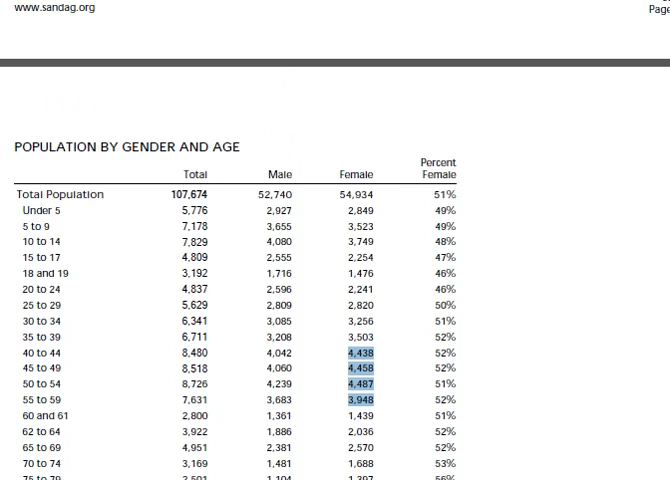 www.sandag.org
Page
POPULATION BY GENDER AND AGE
Percent
Total Male Female Female
Total Population 107,674 52,740 54,934 51%
Under 5 5,776 2,927 2,849 49%
5 to 9 7,178 3,655 3,523 49%
10 to 14 7,829 4,080 3,749 48%
15 to 17 4,809 2,555 2,254 47%
18 and 19 3,192 1,716 1,476 46%
20 to 24 4,837 2,596 2,241 46%
25 to 29 5,629 2,809 2,820 50%
30 to 34 6,341 3,085 3,256 51%
35 to 39 6,711 3,208 3,503 52%
40 to 44 8,480 4,042 4,438 52%
45 to 49 8,518 4,060 4,458 52%
50 to 54 8,726 4,239 4,487 51%
55 to 59 7,631 3,683 3,948 52%
60 and 61 2,800 1,361 1,439 51%
62 to 64 3,922 1,886 2,036 52%
65 to 69 4,951 2,381 2,570 52%
70 to 74 3,169 1,481 1,688 53%
75 to 79 2,501 1,104 1,397 56%